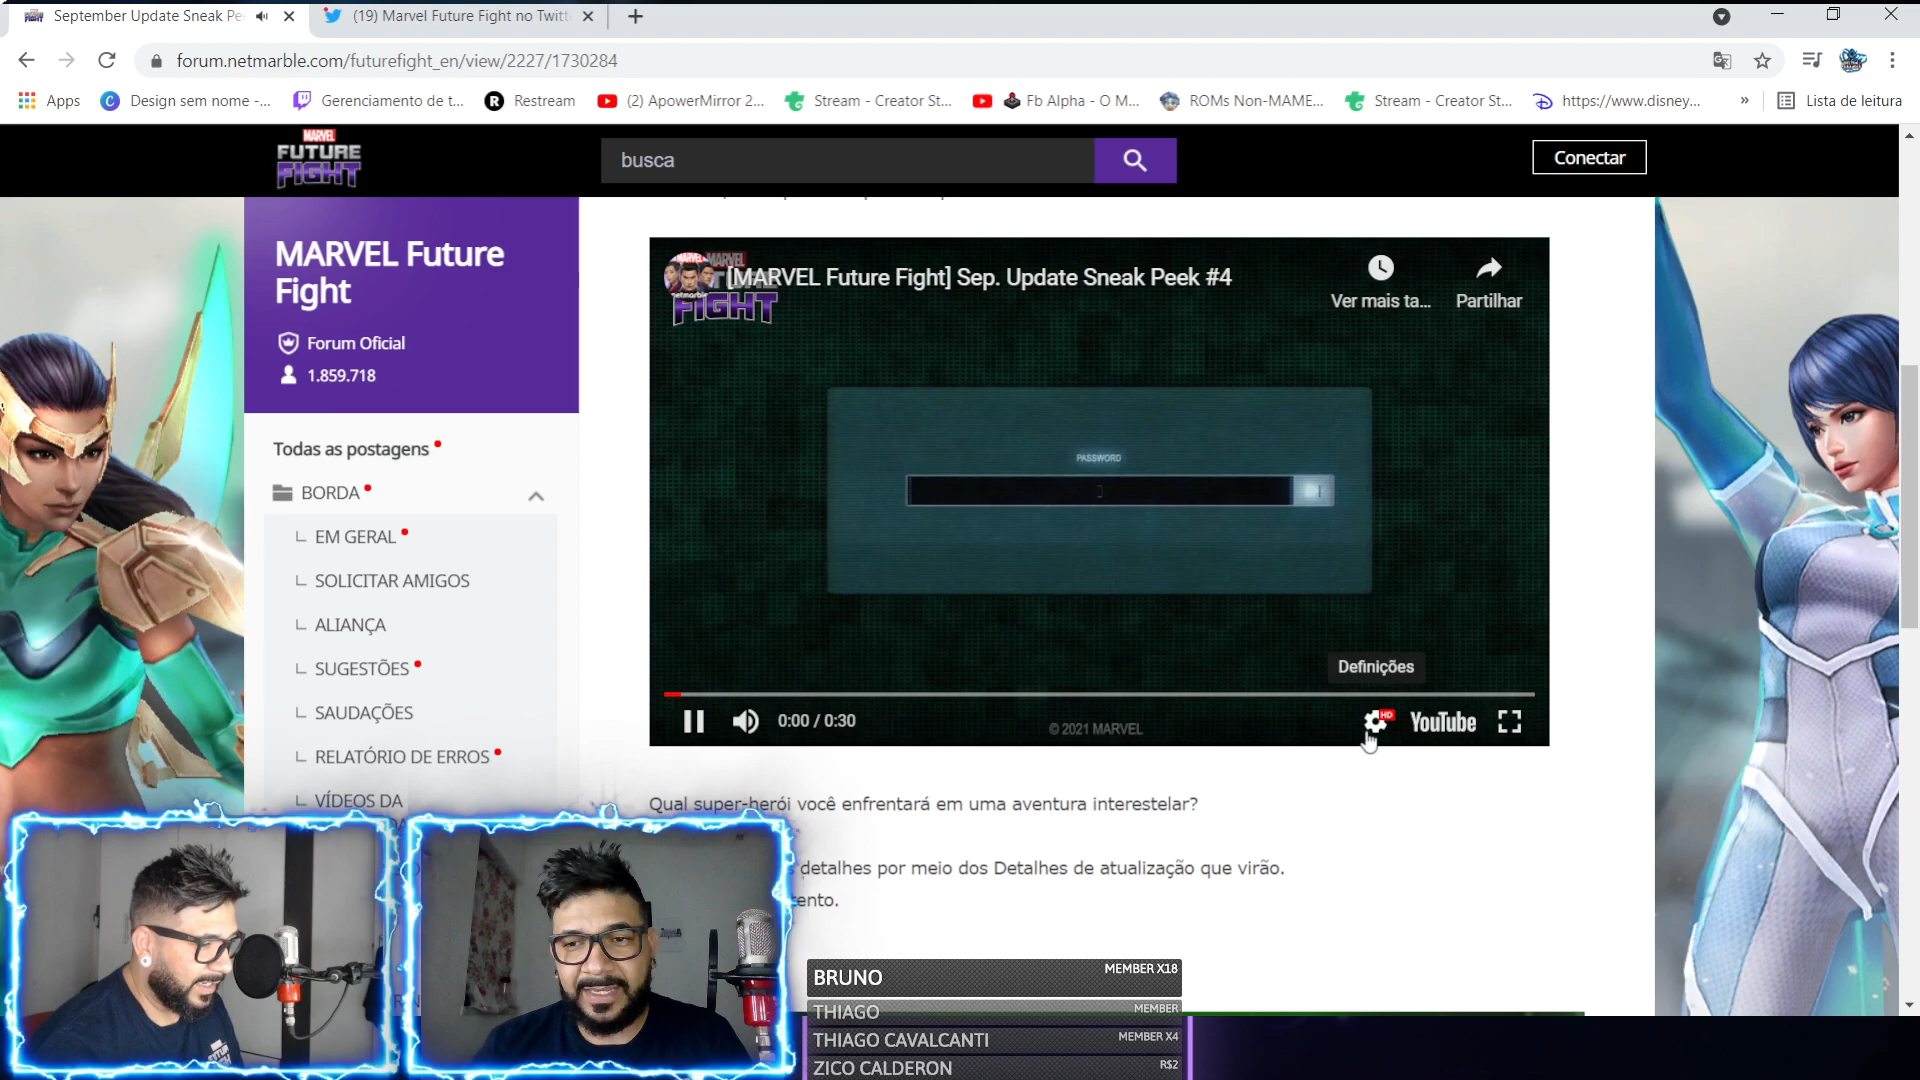 September Update Sneak Pe
(19) Marvel Future Fight no Twitt
forum.netmarble.com/futurefight_en/view/2227/1730284
Apps
Design sem nome -...
Gerenciamento de t...
Restream
(2) ApowerMirror 2...
Stream - Creator St...
Fb Alpha - O M...
ROMs Non-MAME...
Stream - Creator St...
https://www.disney...
»
Lista de leitura
MARVEL
FUTURE
FIGHT
busca
Conectar
MARVEL Future
Fight
Forum Oficial
1.859.718
Todas as postagens
BORDA
EM GERAL
SOLICITAR AMIGOS
ALIANÇA
SUGESTÕES
SAUDAÇÕES
RELATÓRIO DE ERROS
VÍDEOS DA
[MARVEL Future Fight] Sep. Update Sneak Peek #4
FIGHT
Ver mais ta...
Partilhar
PASSWORD
Definições
0:00 / 0:30
© 2021 MARVEL
HD
YouTube
Qual super-herói você enfrentará em uma aventura interestelar?
detalhes por meio dos Detalhes de atualização que virão.
BRUNO MEMBER X18
THIAGO MEMBER
THIAGO CAVALCANTI MEMBER X4
ZICO CALDERON R$2